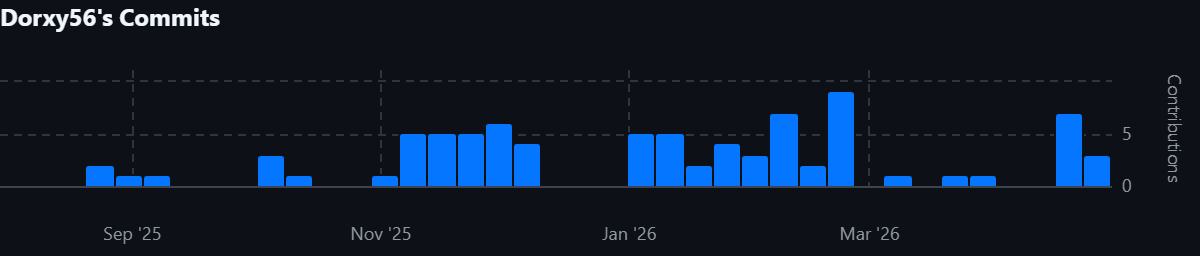 Dorxy56's Commits
Contributions
5
0
Sep '25
Nov '25
Jan '26
Mar '26